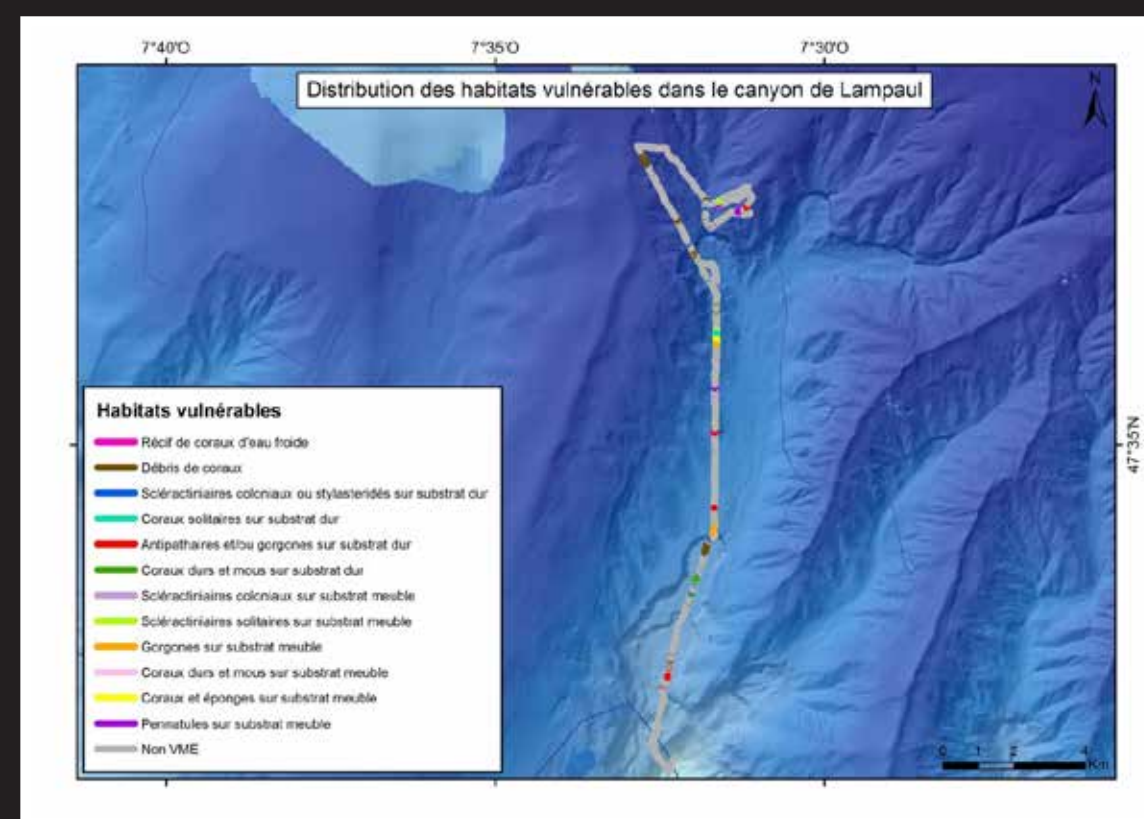 7°40'O 7°35'O 7°30'O
Distribution des habitats vulnérables dans le canyon de Lampaul
N
47°35'N
Habitats vulnérables
Récif de coraux d'eau froide
Débris de coraux
Scléractiniaires coloniaux ou stylasteridés sur substrat dur
Coraux solitaires sur substrat dur
Antipathaires et/ou gorgones sur substrat dur
Coraux durs et mous sur substrat dur
Scléractiniaires coloniaux sur substrat meuble
Scléractiniaires solitaires sur substrat meuble
Gorgones sur substrat meuble
Coraux durs et mous sur substrat meuble
Coraux et éponges sur substrat meuble
Pennatules sur substrat meuble
Non VME
0 1 2 4
Km